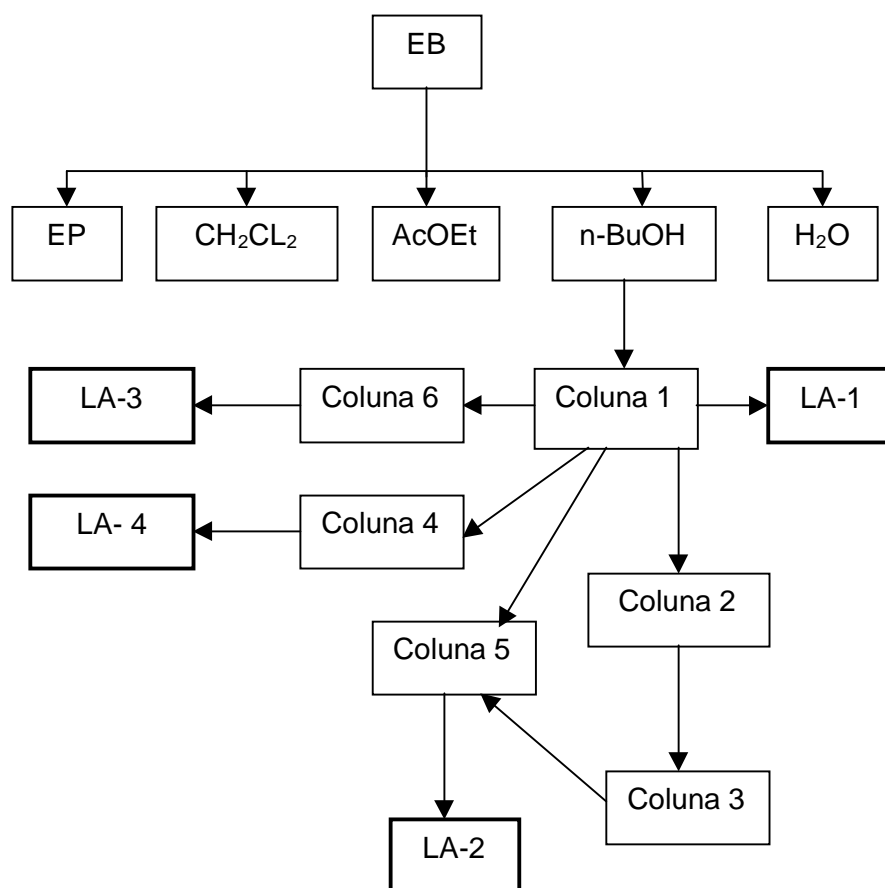 EB
EP
CH₂CL₂
AcOEt
n-BuOH
H₂O
LA-3
Coluna 6
Coluna 1
LA-1
LA- 4
Coluna 4
Coluna 2
Coluna 5
Coluna 3
LA-2